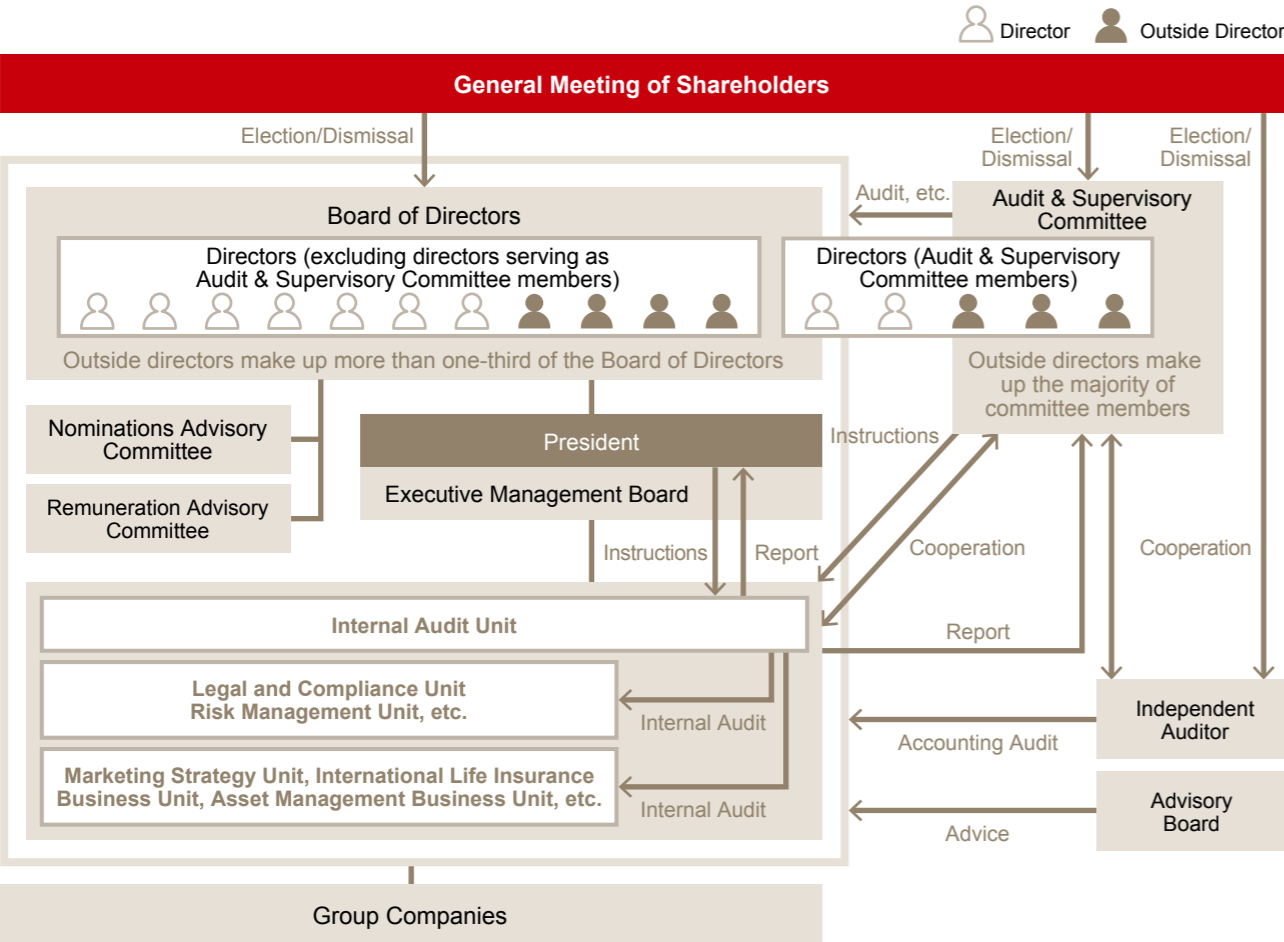 Director
Outside Director
General Meeting of Shareholders
Election/Dismissal
Election/
Dismissal
Election/
Dismissal
Board of Directors
Directors (excluding directors serving as
Audit & Supervisory Committee members)
Outside directors make up more than one-third of the Board of Directors
Audit, etc.
Audit & Supervisory
Committee
Directors (Audit & Supervisory
Committee members)
Outside directors make
up the majority of
committee members
Nominations Advisory
Committee
Remuneration Advisory
Committee
President
Executive Management Board
Instructions
Report
Instructions
Cooperation
Cooperation
Internal Audit Unit
Report
Legal and Compliance Unit
Risk Management Unit, etc.
Internal Audit
Marketing Strategy Unit, International Life Insurance
Business Unit, Asset Management Business Unit, etc.
Internal Audit
Accounting Audit
Independent
Auditor
Advice
Advisory
Board
Group Companies